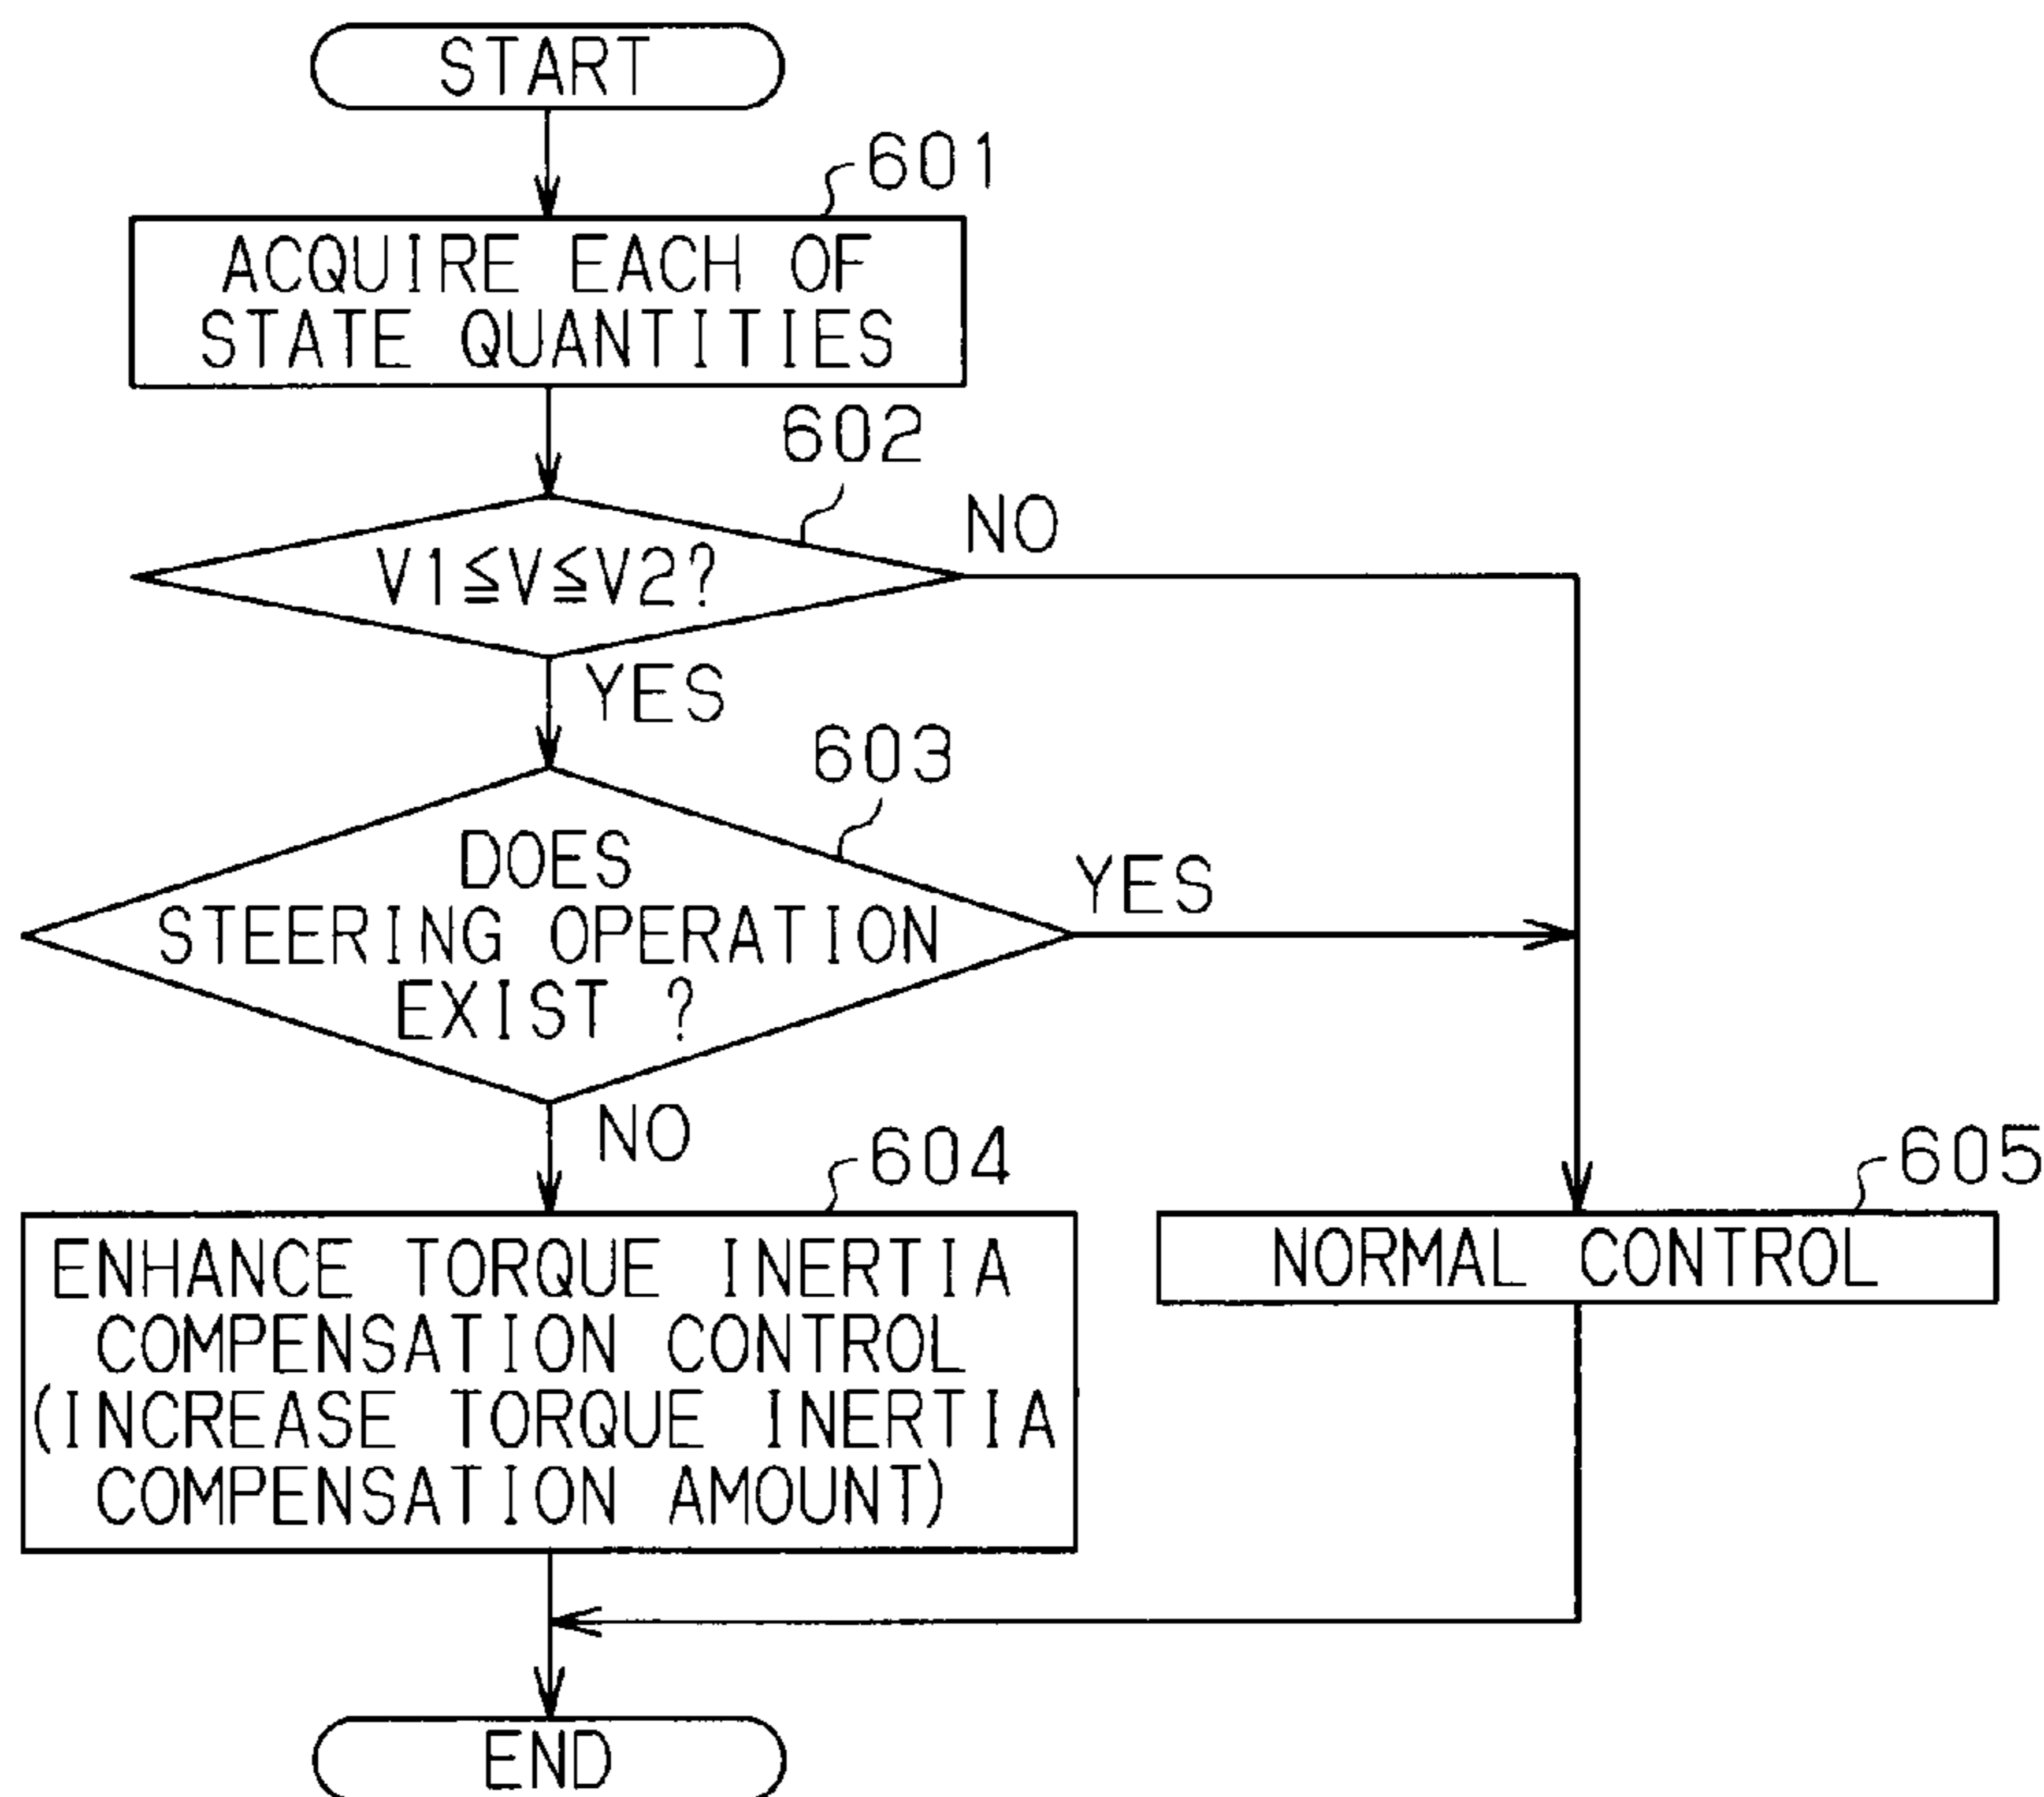 START
601
ACQUIRE EACH OF
STATE QUANTITIES
602
V1≦V≦V2?
NO
YES
603
DOES
STEERING OPERATION
EXIST ?
YES
NO
604
ENHANCE TORQUE INERTIA
COMPENSATION CONTROL
(INCREASE TORQUE INERTIA
COMPENSATION AMOUNT)
605
NORMAL CONTROL
END